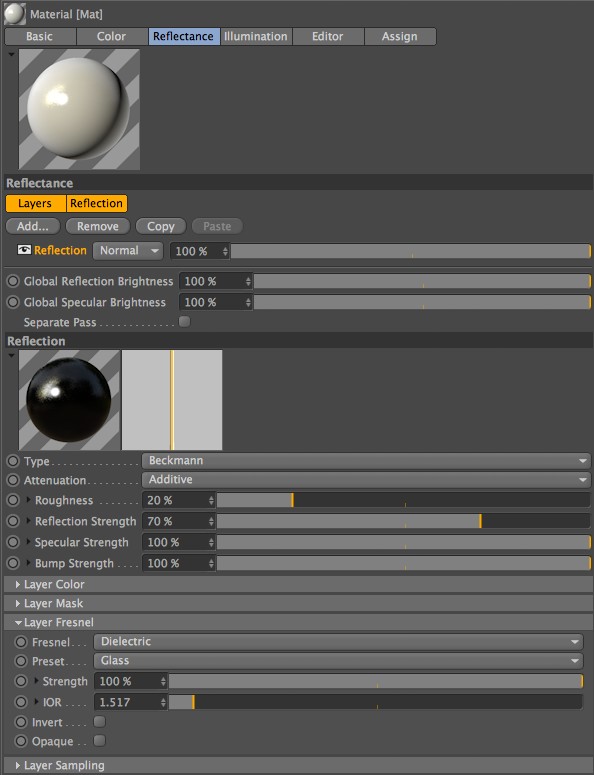 Material [Mat]
Basic Color Reflectance Illumination Editor Assign
Reflectance
Layers Reflection
Add... Remove Copy Paste
Reflection Normal 100 %
Global Reflection Brightness 100 %
Global Specular Brightness 100 %
Separate Pass . . . . . . . . . . . . .
Reflection
Type . . . . . . . . . . . . Beckmann
Attenuation . . . . . . . . Additive
Roughness . . . . . 20 %
Reflection Strength 70 %
Specular Strength 100 %
Bump Strength . . . . 100 %
Layer Color
Layer Mask
Layer Fresnel
Fresnel . . . . Dielectric
Preset . . . . Glass
Strength 100 %
IOR . . . . 1.517
Invert . . . .
Opaque . . .
Layer Sampling